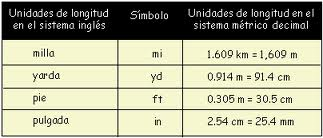 Unidades de longitud en el sistema inglés Símbolo Unidades de longitud en el sistema métrico decimal
milla mi 1.609 km = 1,609 m
yarda yd 0.914 m = 91.4 cm
pie ft 0.305 m = 30.5 cm
pulgada in 2.54 cm = 25.4 mm